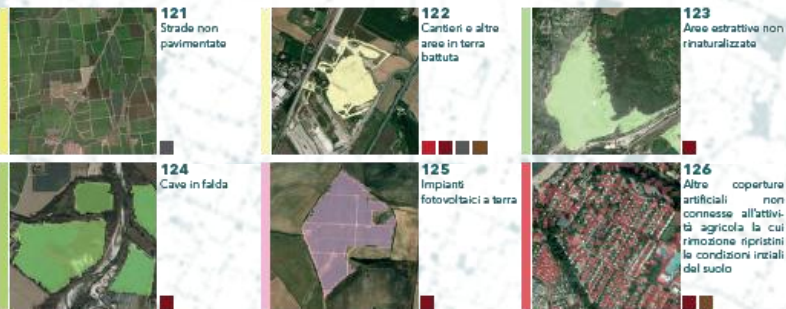 121
Strade non
pavimentate
122
Cantieri e altre
aree in terra
battuta
123
Aree estrattive non
rinaturalizzate
124
Cave in falda
125
Impianti
fotovoltaici a terra
126
Altre coperture
artificiali non
connesse all'attivi-
tà agricola la cui
rimozione ripristini
le condizioni iniziali
del suolo